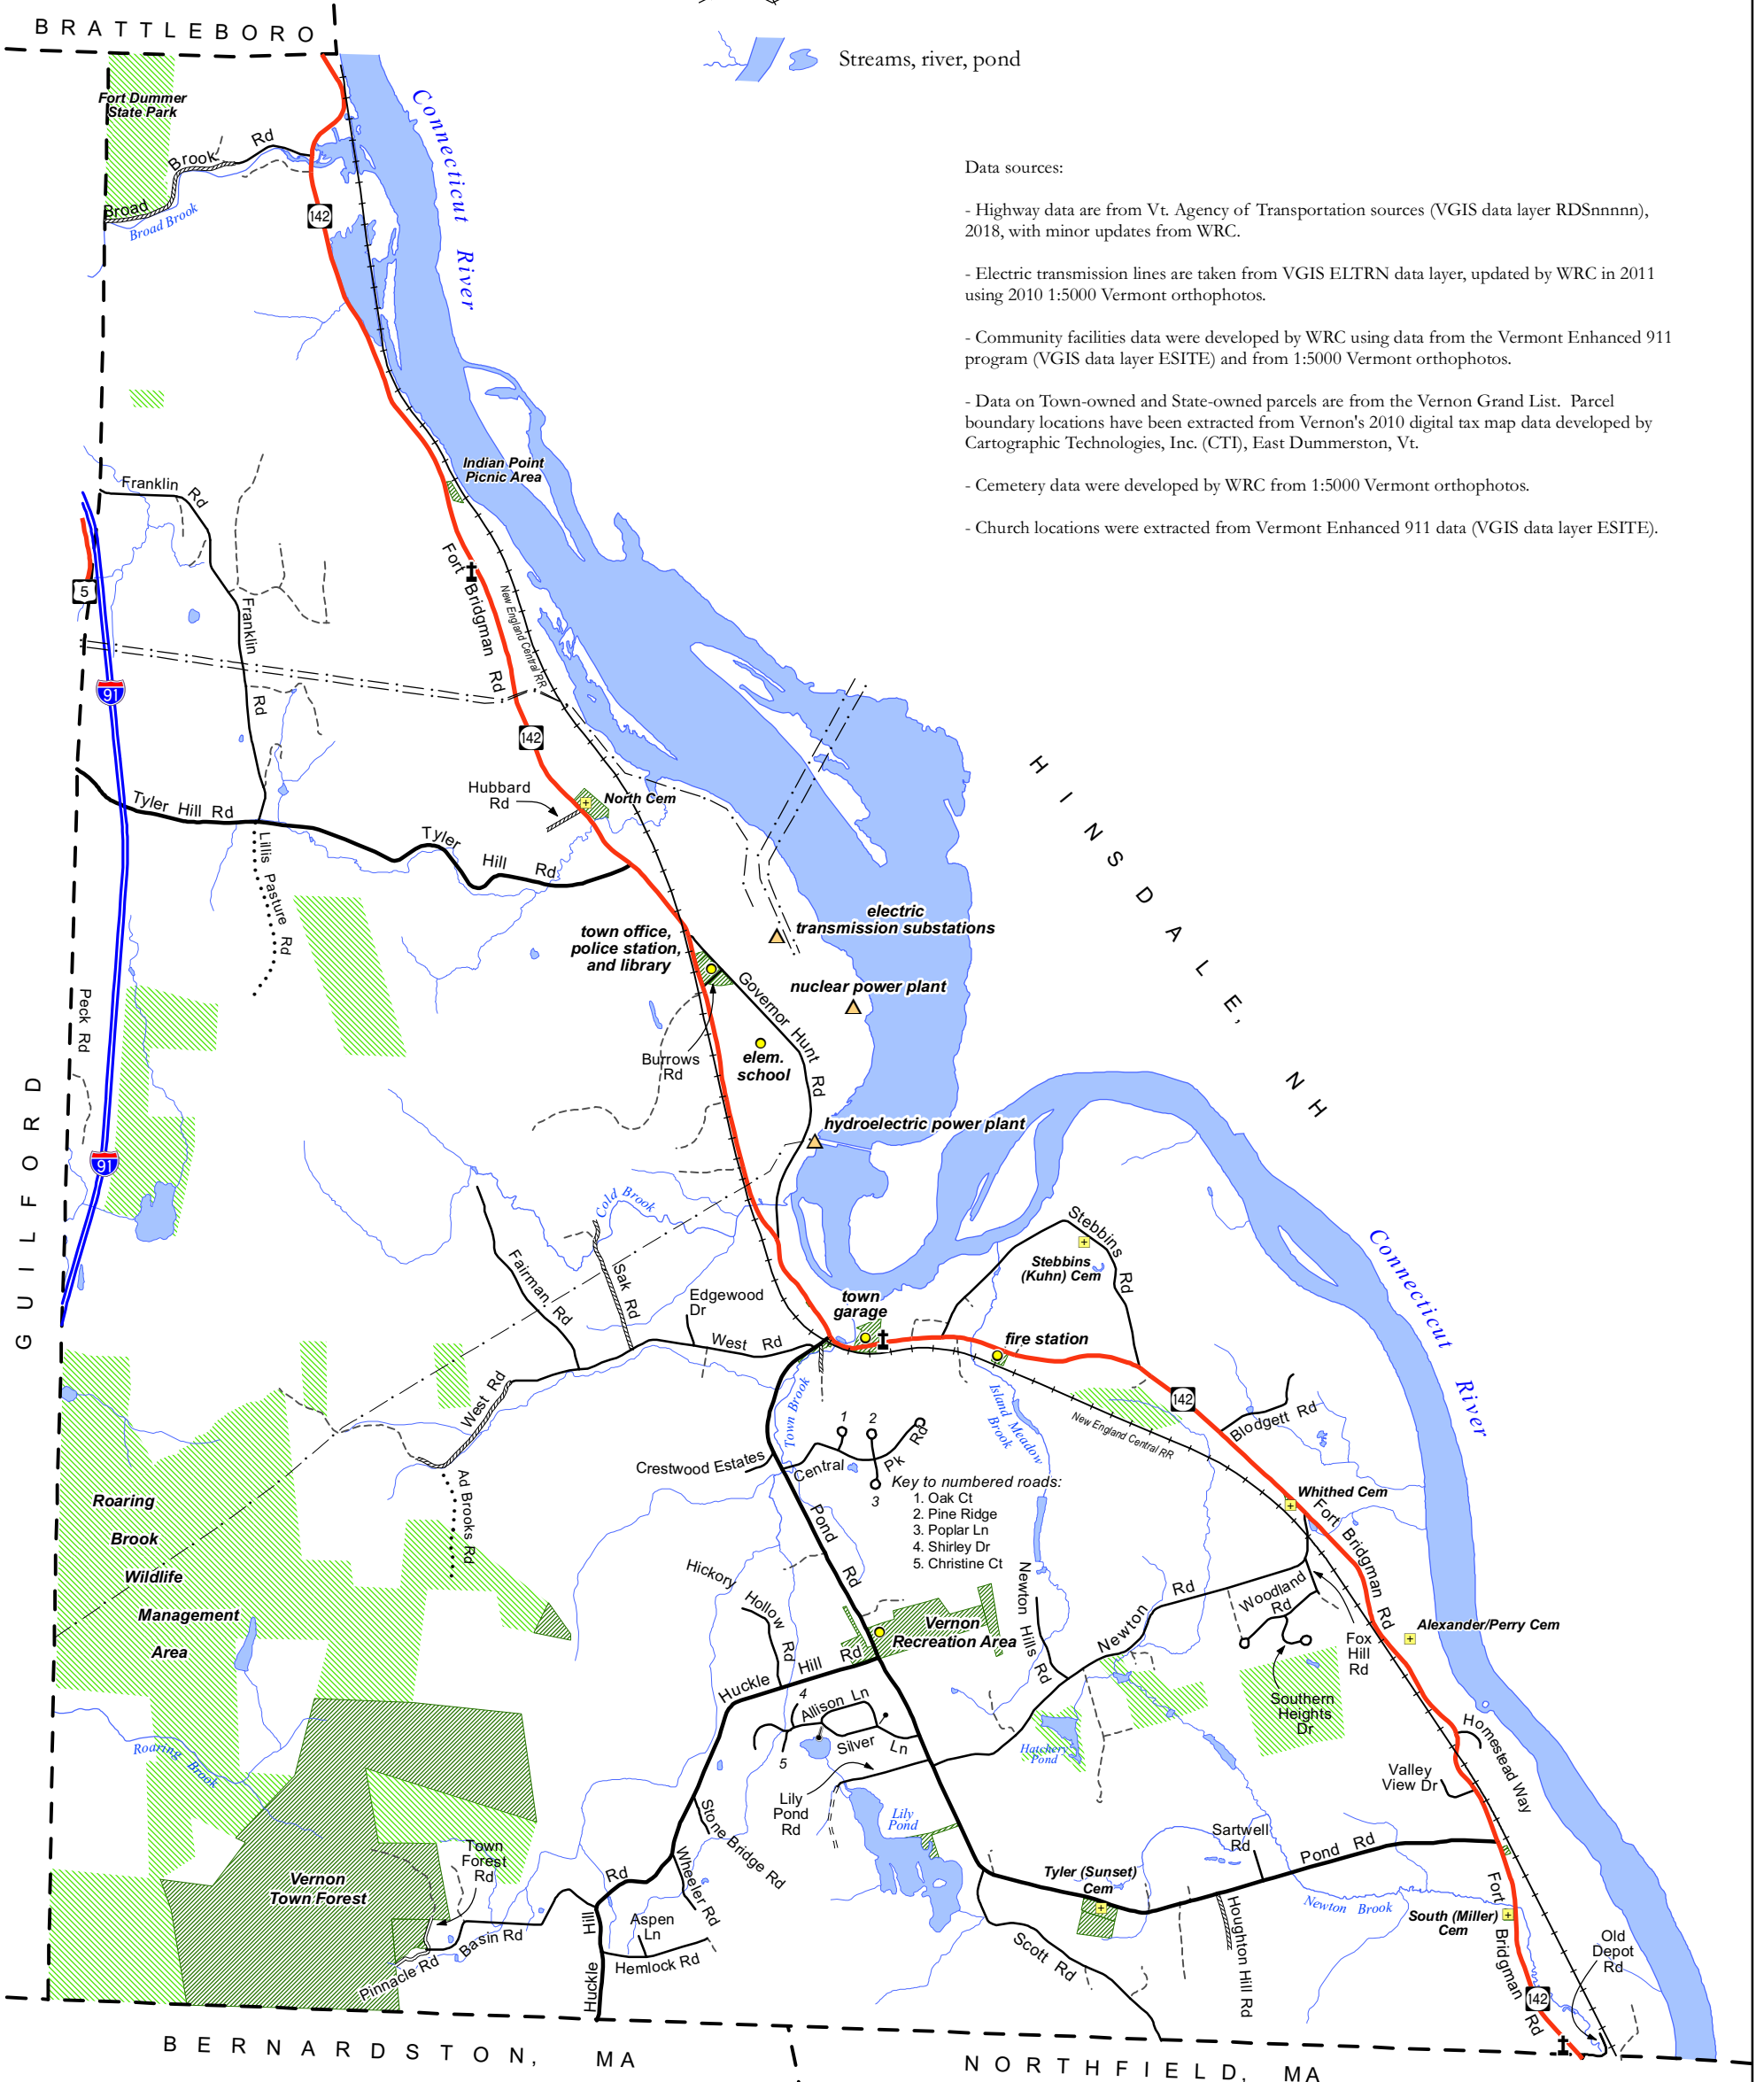 BRATTLEBORO
Streams, river, pond
Fort Dummer
State Park
Broad Brook Rd
Broad Brook
142
Connecticut River
Data sources:
- Highway data are from Vt. Agency of Transportation sources (VGIS data layer RDSnnnnn),
2018, with minor updates from WRC.
- Electric transmission lines are taken from VGIS ELTRN data layer, updated by WRC in 2011
using 2010 1:5000 Vermont orthophotos.
- Community facilities data were developed by WRC using data from the Vermont Enhanced 911
program (VGIS data layer ESITE) and from 1:5000 Vermont orthophotos.
- Data on Town-owned and State-owned parcels are from the Vernon Grand List. Parcel
boundary locations have been extracted from Vernon's 2010 digital tax map data developed by
Cartographic Technologies, Inc. (CTI), East Dummerston, Vt.
- Cemetery data were developed by WRC from 1:5000 Vermont orthophotos.
- Church locations were extracted from Vermont Enhanced 911 data (VGIS data layer ESITE).
Indian Point
Picnic Area
Franklin Rd
5
Fort Bridgman Rd
New England Central RR
Franklin Rd
91
142
Hubbard
Rd
North Cem
HINSDALE, NH
Tyler Hill Rd
Tyler Hill Rd
Lillis Pasture Rd
electric
transmission substations
town office,
police station,
and library
nuclear power plant
Governor Hunt Rd
Peck Rd
Burrows
Rd
elem.
school
GUILFORD
91
hydroelectric power plant
Cold Brook
Stebbins Rd
Stebbins
(Kuhn) Cem
Connecticut River
Fairman Rd
Sak Rd
Edgewood
Dr
town
garage
West Rd
fire station
West Rd
Town Brook
Island Meadow
Brook
142
New England Central RR
Blodgett Rd
1
2
3
Crestwood Estates
Central Pk Rd
Key to numbered roads:
1. Oak Ct
2. Pine Ridge
3. Poplar Ln
4. Shirley Dr
5. Christine Ct
Ad Brooks Rd
Whithed Cem
Fort Bridgman Rd
Roaring
Brook
Wildlife
Management
Area
Pond Rd
Hickory Hollow Rd
Newton Hills Rd
Newton Rd
Woodland
Rd
Vernon
Recreation Area
Alexander/Perry Cem
Fox
Hill
Rd
Huckle Hill Rd
Southern
Heights
Dr
4
Allison Ln
5
Silver Ln
Hatchery
Pond
Homestead Way
Roaring Brook
Valley
View Dr
Lily
Pond
Rd
Lily
Pond
Stone Bridge Rd
Sartwell
Rd
Pond Rd
Town
Forest
Rd
Wheeler Rd
Tyler (Sunset)
Cem
Vernon
Town Forest
Huckle Hill Rd
Newton Brook
South (Miller)
Cem
Aspen
Ln
Basin Rd
Hemlock Rd
Houghton Hill Rd
Fort Bridgman Rd
Old
Depot
Rd
Scott Rd
Pinnacle Rd
142
BERNARDSTON, MA
NORTHFIELD, MA